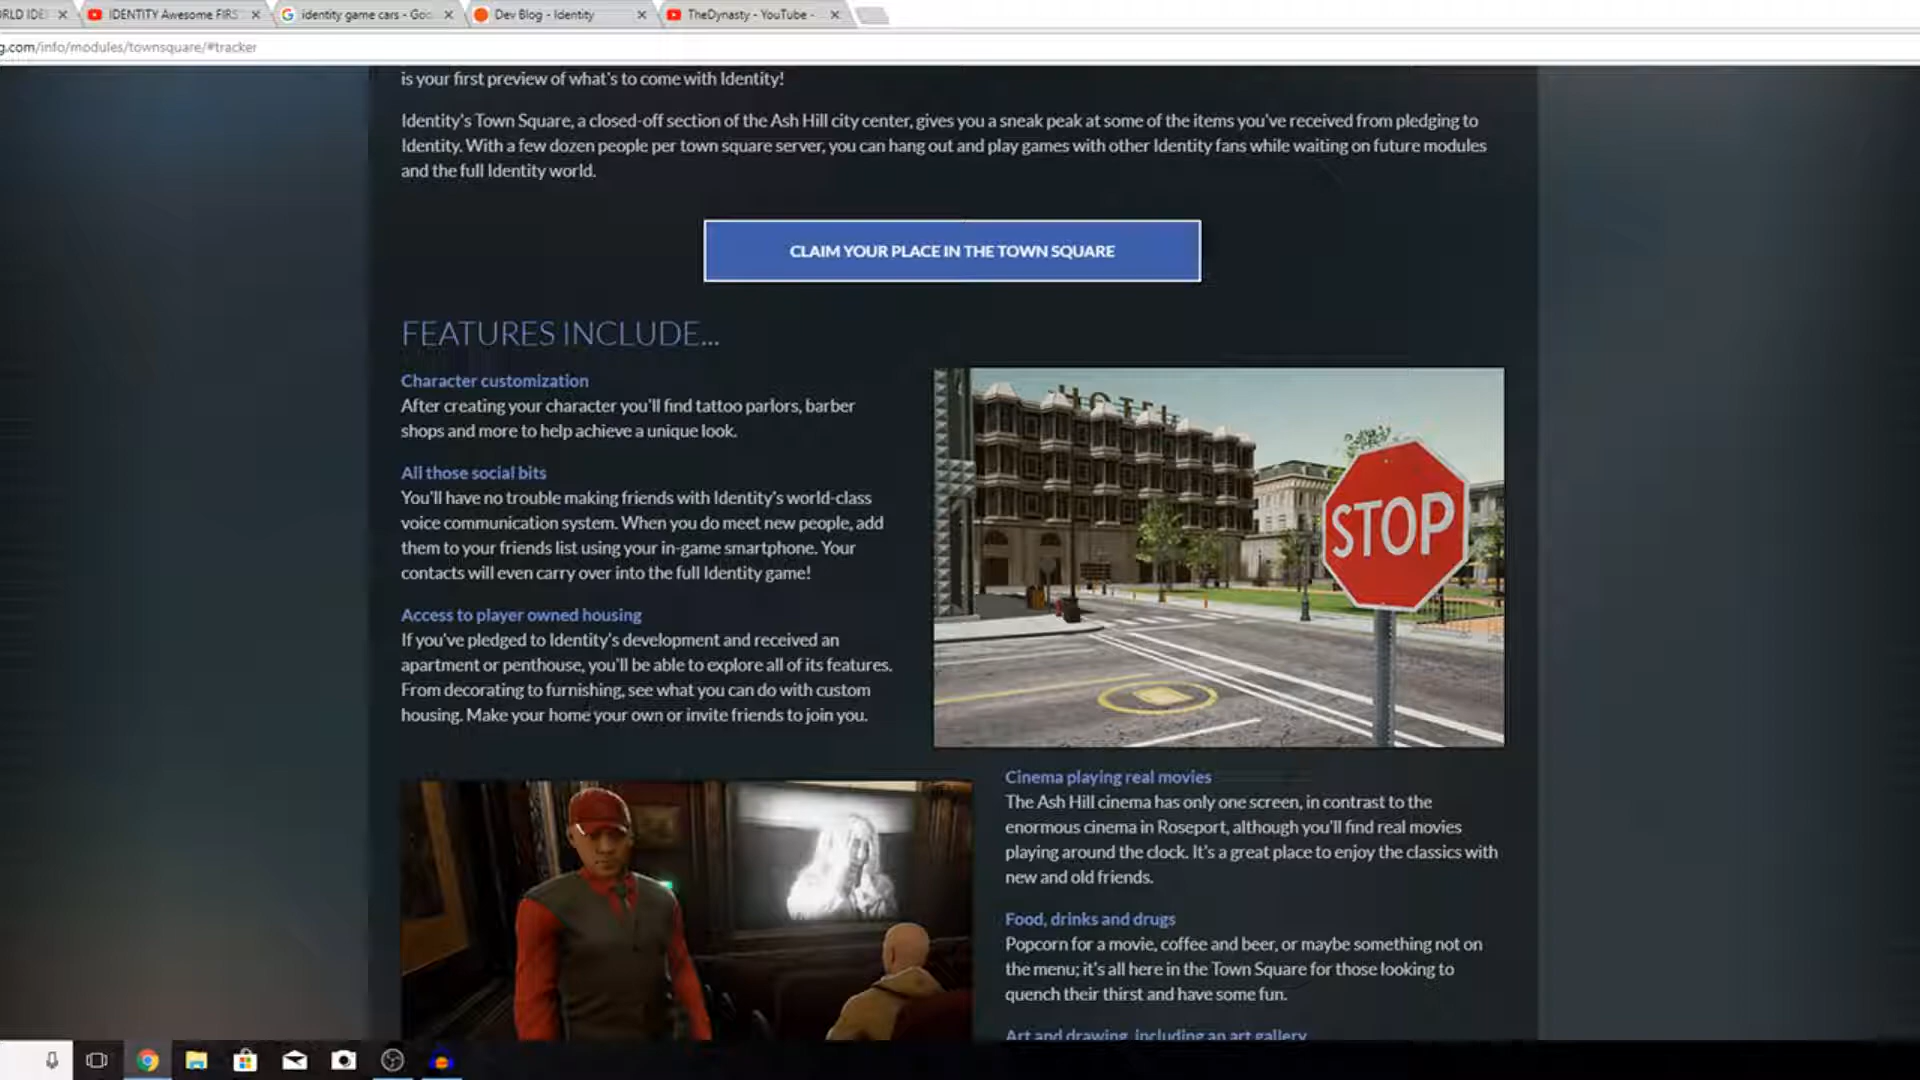 ORLD IDE
IDENTITY Awesome FIRS
identity game cars - Goo
Dev Blog - Identity
TheDynasty - YouTube -
g.com/info/modules/townsquare/#tracker
is your first preview of what's to come with Identity!
Identity's Town Square, a closed-off section of the Ash Hill city center, gives you a sneak peak at some of the items you've received from pledging to
Identity. With a few dozen people per town square server, you can hang out and play games with other Identity fans while waiting on future modules
and the full Identity world.
CLAIM YOUR PLACE IN THE TOWN SQUARE
FEATURES INCLUDE...
Character customization
After creating your character you'll find tattoo parlors, barber
shops and more to help achieve a unique look.
All those social bits
You'll have no trouble making friends with Identity's world-class
voice communication system. When you do meet new people, add
them to your friends list using your in-game smartphone. Your
contacts will even carry over into the full Identity game!
Access to player owned housing
If you've pledged to Identity's development and received an
apartment or penthouse, you'll be able to explore all of its features.
From decorating to furnishing, see what you can do with custom
housing. Make your home your own or invite friends to join you.
HOTEL
STOP
Cinema playing real movies
The Ash Hill cinema has only one screen, in contrast to the
enormous cinema in Roseport, although you'll find real movies
playing around the clock. It's a great place to enjoy the classics with
new and old friends.
Food, drinks and drugs
Popcorn for a movie, coffee and beer, or maybe something not on
the menu; it's all here in the Town Square for those looking to
quench their thirst and have some fun.
Art and drawing, including an art gallery